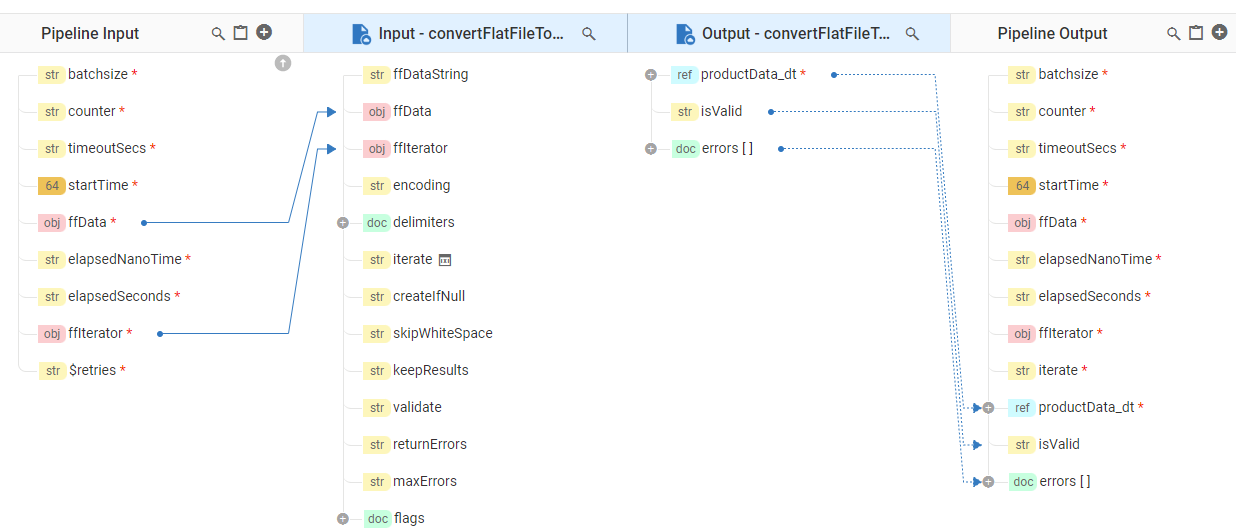 Pipeline Input
str batchsize *
str counter *
str timeoutSecs *
64 startTime *
obj ffData *
str elapsedNanoTime *
str elapsedSeconds *
obj ffIterator *
str $retries *
Input - convertFlatFileTo...
str ffDataString
obj ffData
obj ffIterator
str encoding
doc delimiters
str iterate
str createIfNull
str skipWhiteSpace
str keepResults
str validate
str returnErrors
str maxErrors
doc flags
Output - convertFlatFileT...
ref productData_dt *
str isValid
doc errors [ ]
Pipeline Output
str batchsize *
str counter *
str timeoutSecs *
64 startTime *
obj ffData *
str elapsedNanoTime *
str elapsedSeconds *
obj ffIterator *
str iterate *
ref productData_dt *
str isValid
doc errors [ ]